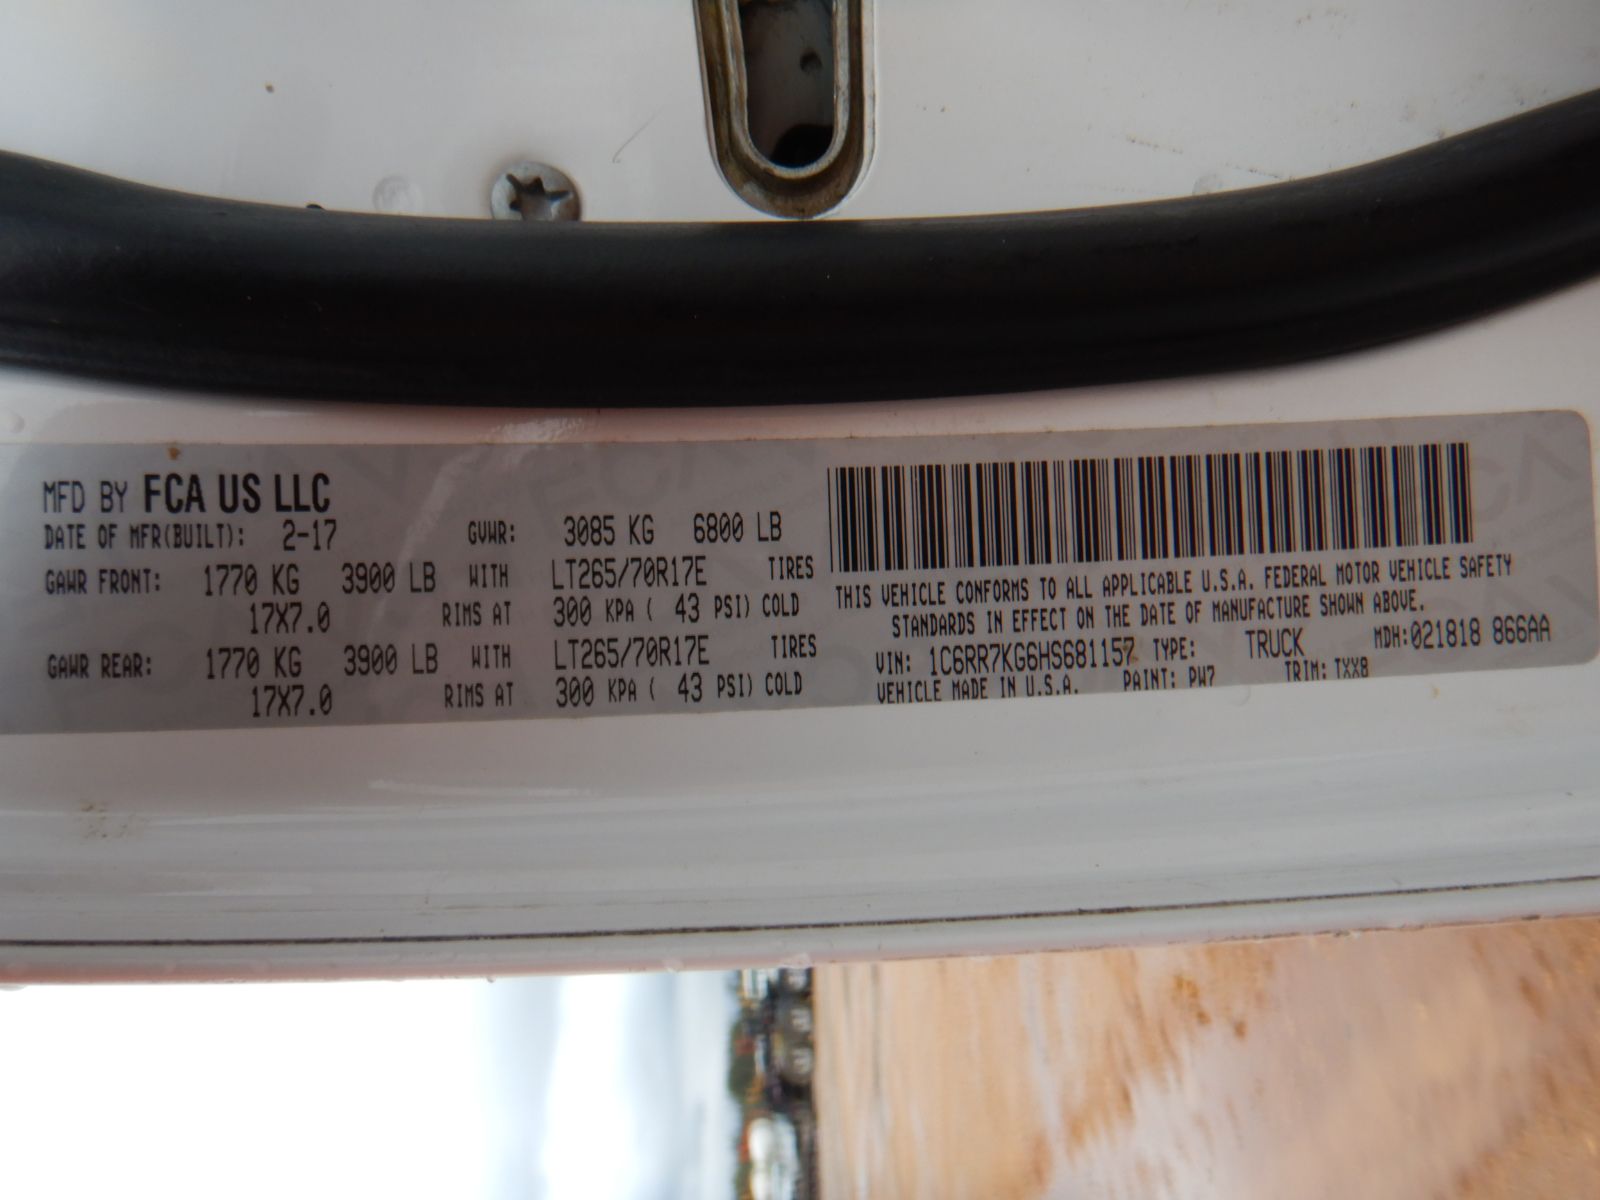 MFD BY FCA US LLC
DATE OF MFR(BUILT): 2-17 GVWR: 3085 KG 6800 LB
GAWR FRONT: 1770 KG 3900 LB WITH LT265/70R17E TIRES
17X7.0 RIMS AT 300 KPA ( 43 PSI) COLD
GAWR REAR: 1770 KG 3900 LB WITH LT265/70R17E TIRES
17X7.0 RIMS AT 300 KPA ( 43 PSI) COLD
THIS VEHICLE CONFORMS TO ALL APPLICABLE U.S.A. FEDERAL MOTOR VEHICLE SAFETY
STANDARDS IN EFFECT ON THE DATE OF MANUFACTURE SHOWN ABOVE.
VIN: 1C6RR7KG6HS681157 TYPE: TRUCK MDH:021818 866AA
VEHICLE MADE IN U.S.A. PAINT: PW7 TRIM: TXX8